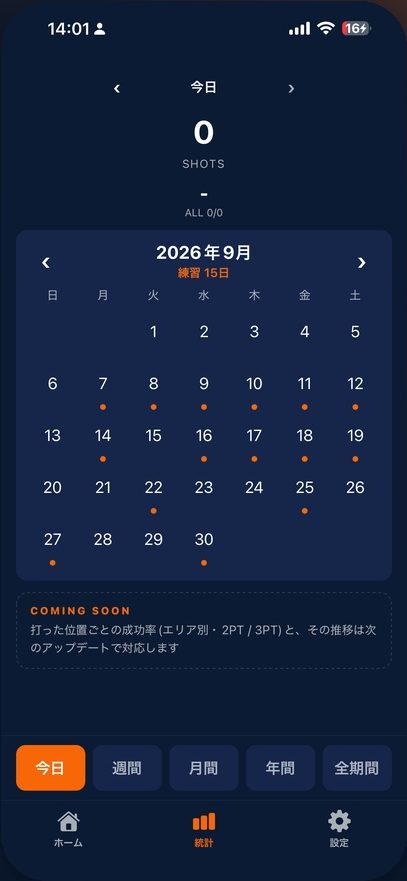 14:01
16
‹ 今日 ›
0
SHOTS
-
ALL 0/0
‹ 2026年9月 ›
練習 15日
日 月 火 水 木 金 土
1 2 3 4 5
6 7 8 9 10 11 12
13 14 15 16 17 18 19
20 21 22 23 24 25 26
27 28 29 30
COMING SOON
打った位置ごとの成功率(エリア別・2PT / 3PT)と、その推移は次
のアップデートで対応します
今日 週間 月間 年間 全期間
ホーム 統計 設定